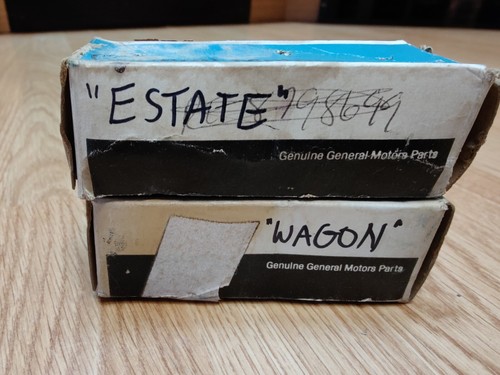 "ESTATE"
Genuine General Motors Parts
"WAGON"
Genuine General Motors Parts